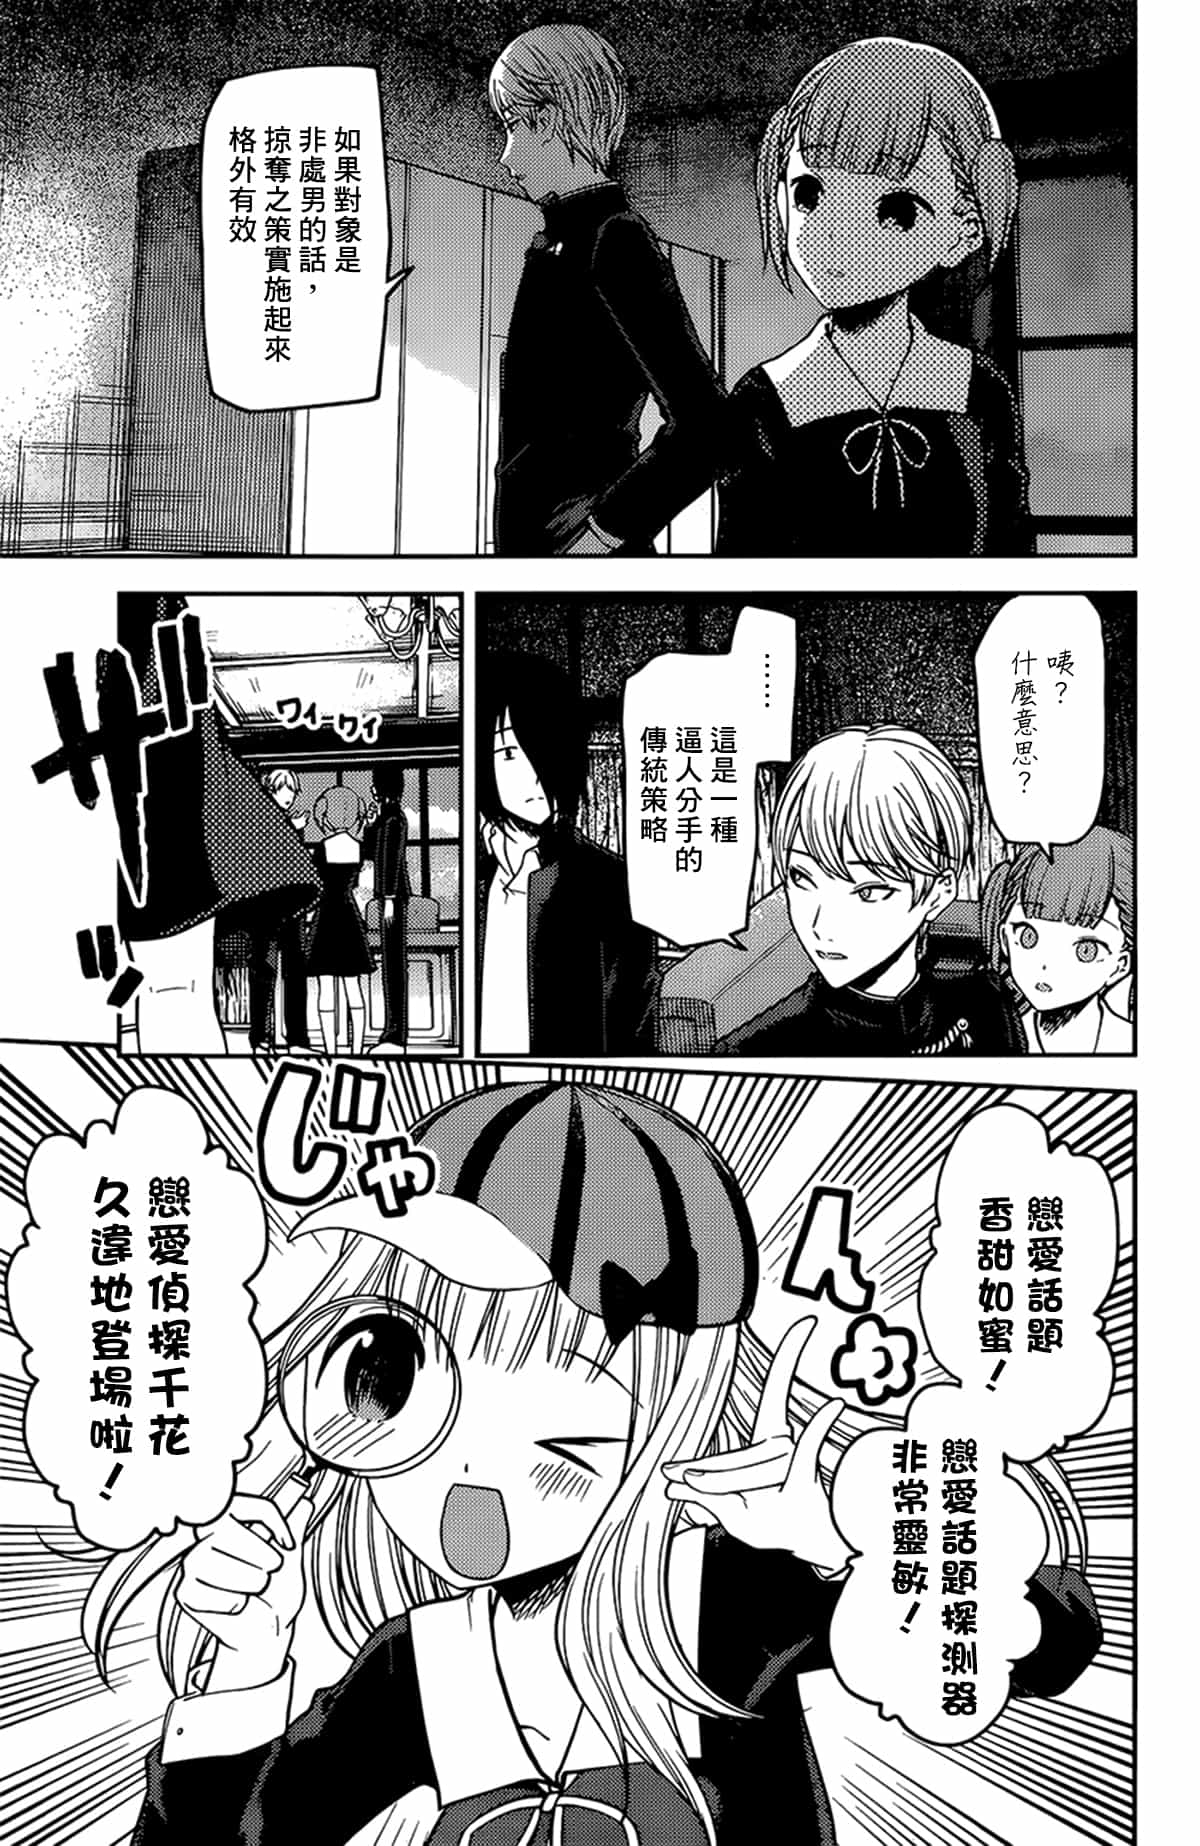 如果對象是
非處男的話，
掠奪之策實施起來
格外有效
咦？
什麼意思？
⋯⋯
這是一種
逼人分手的
傳統策略
ワイーワイ
ザッ
戀愛話題
香甜如蜜！
戀愛話題探測器
非常靈敏！
じゃーん
戀愛偵探千花
久違地登場啦！